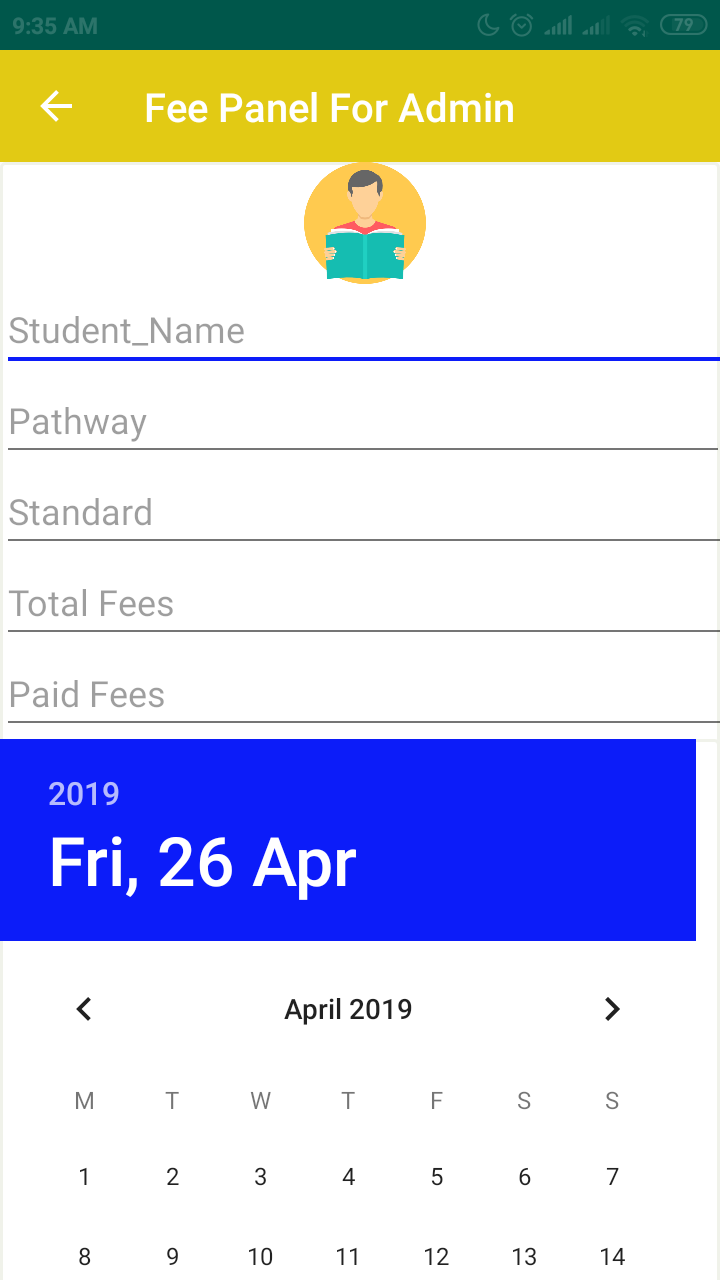 9:35 AM 79
Fee Panel For Admin
Student_Name
Pathway
Standard
Total Fees
Paid Fees
2019
Fri, 26 Apr
April 2019
M T W T F S S
1 2 3 4 5 6 7
8 9 10 11 12 13 14